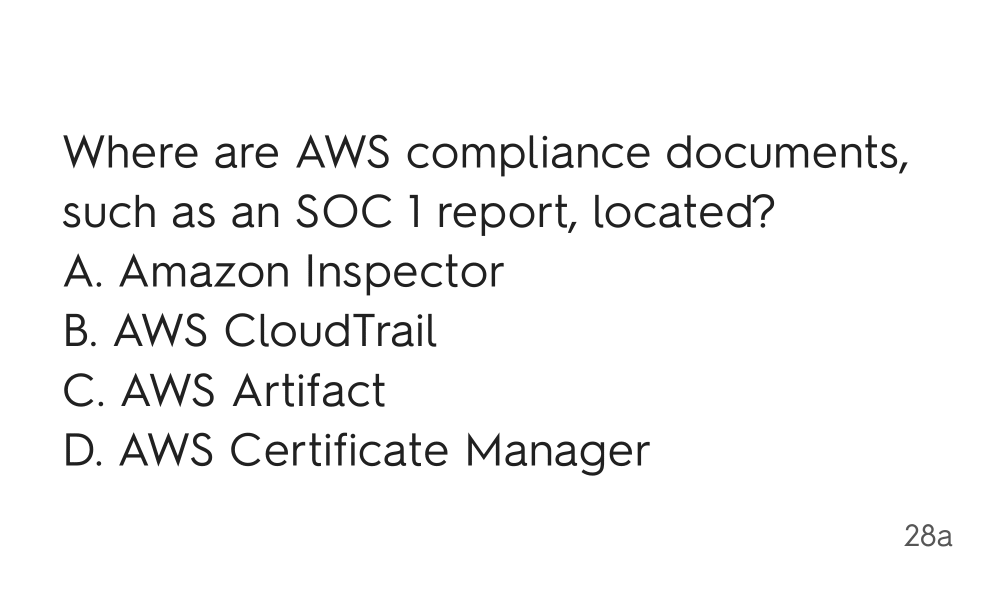 Where are AWS compliance documents,
such as an SOC 1 report, located?
A. Amazon Inspector
B. AWS CloudTrail
C. AWS Artifact
D. AWS Certificate Manager
28a